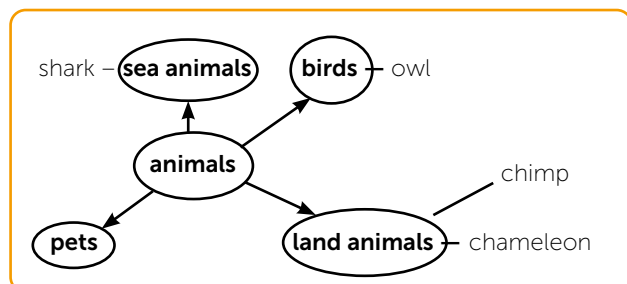 shark – sea animals
birds – owl
animals
chimp
pets
land animals – chameleon